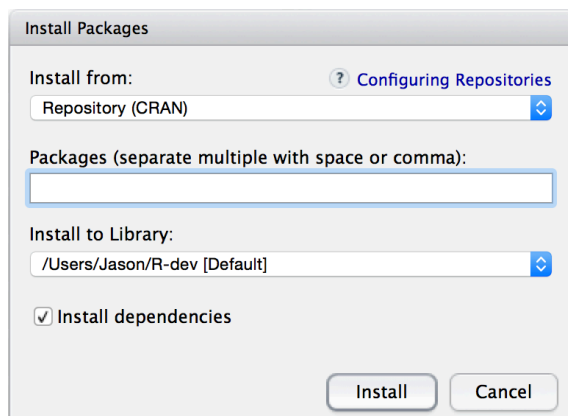 Install Packages
Install from:
? Configuring Repositories
Repository (CRAN)
Packages (separate multiple with space or comma):
Install to Library:
/Users/Jason/R-dev [Default]
Install dependencies
Install
Cancel